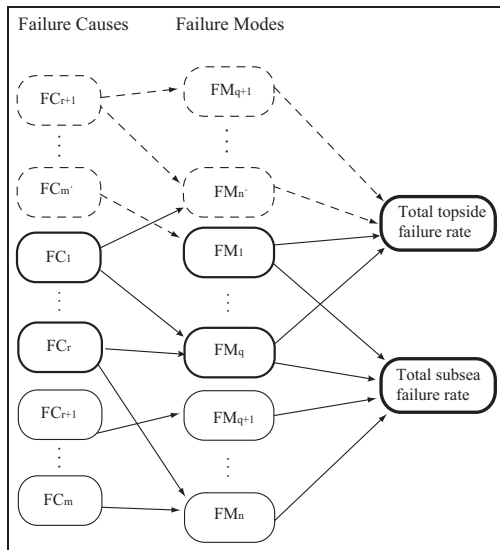 Failure Causes Failure Modes
FCr+1
FMq+1
FCm′
FMn′
Total topside
failure rate
FC1
FM1
FCr
FMq
Total subsea
failure rate
FCr+1
FMq+1
FCm
FMn